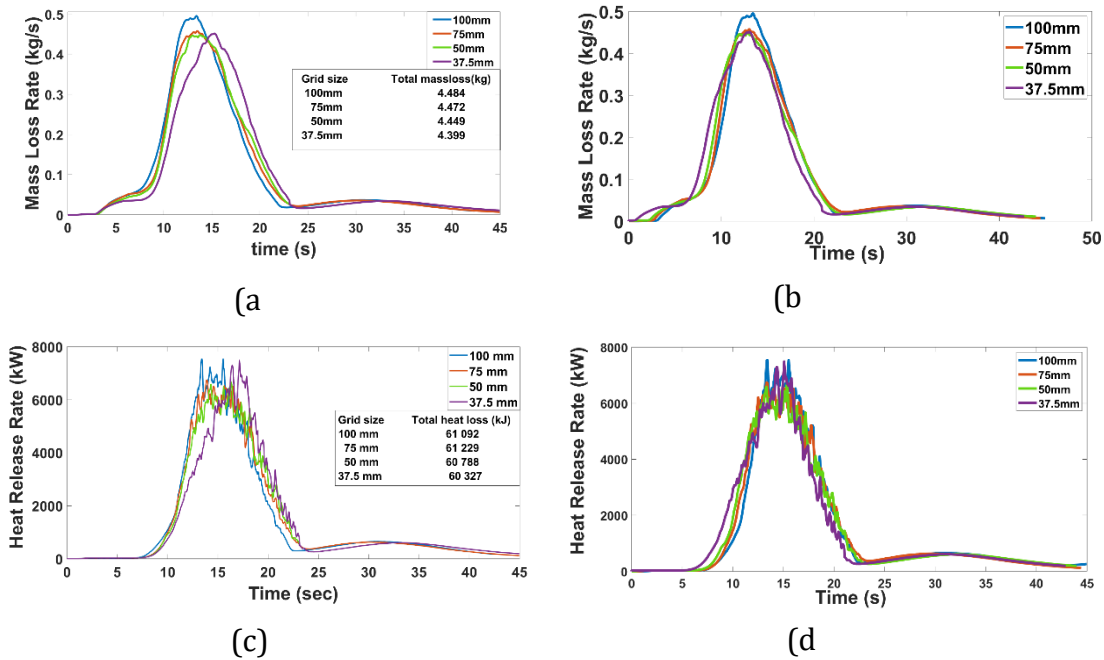 Mass Loss Rate (kg/s)
0.5
0.4
0.3
0.2
0.1
0
100mm
75mm
50mm
37.5mm
Grid size Total massloss(kg)
100mm 4.484
75mm 4.472
50mm 4.449
37.5mm 4.399
0 5 10 15 20 25 30 35 40 45
time (s)
(a
Mass Loss Rate (kg/s)
0.5
0.4
0.3
0.2
0.1
0
100mm
75mm
50mm
37.5mm
0 10 20 30 40 50
Time (s)
(b
Heat Release Rate (kW)
8000
6000
4000
2000
0
100 mm
75 mm
50 mm
37.5 mm
Grid size Total heat loss (kJ)
100 mm 61 092
75 mm 61 229
50 mm 60 788
37.5 mm 60 327
0 5 10 15 20 25 30 35 40 45
Time (sec)
(c)
Heat Release Rate (kW)
8000
6000
4000
2000
0
100mm
75mm
50mm
37.5mm
0 5 10 15 20 25 30 35 40 45
Time (s)
(d